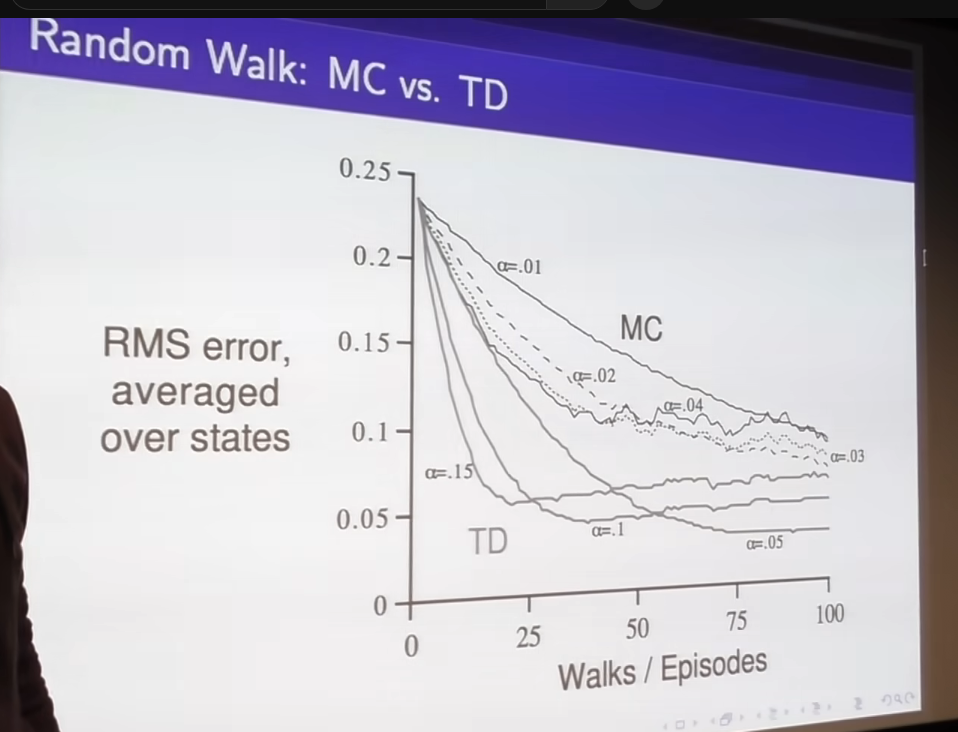 Random Walk: MC vs. TD
0.25
0.2
0.15
0.1
0.05
0
RMS error,
averaged
over states
α=.01
MC
α=.02
α=.04
α=.03
α=.15
TD
α=.1
α=.05
0
25
50
75
100
Walks / Episodes